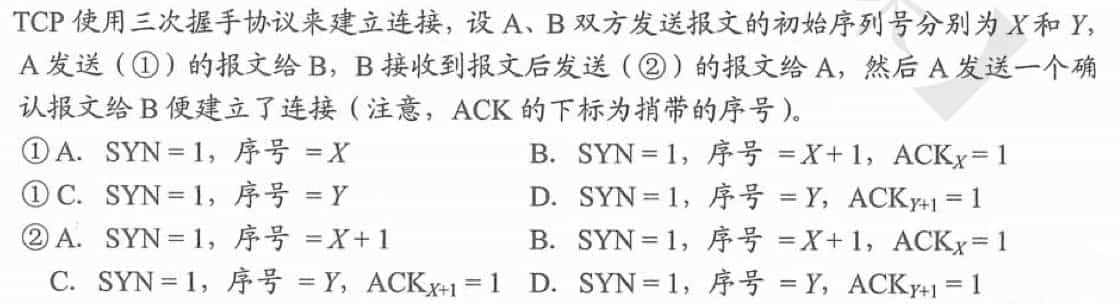 TCP 使用三次握手协议来建立连接，设 A、B 双方发送报文的初始序列号分别为 X 和 Y，
A 发送（①）的报文给 B，B 接收到报文后发送（②）的报文给 A，然后 A 发送一个确
认报文给 B 便建立了连接（注意，ACK 的下标为捎带的序号）。
① A. SYN = 1，序号 = X B. SYN = 1，序号 = X + 1，ACK_X = 1
① C. SYN = 1，序号 = Y D. SYN = 1，序号 = Y，ACK_{Y+1} = 1
② A. SYN = 1，序号 = X + 1 B. SYN = 1，序号 = X + 1，ACK_X = 1
C. SYN = 1，序号 = Y，ACK_{X+1} = 1 D. SYN = 1，序号 = Y，ACK_{Y+1} = 1